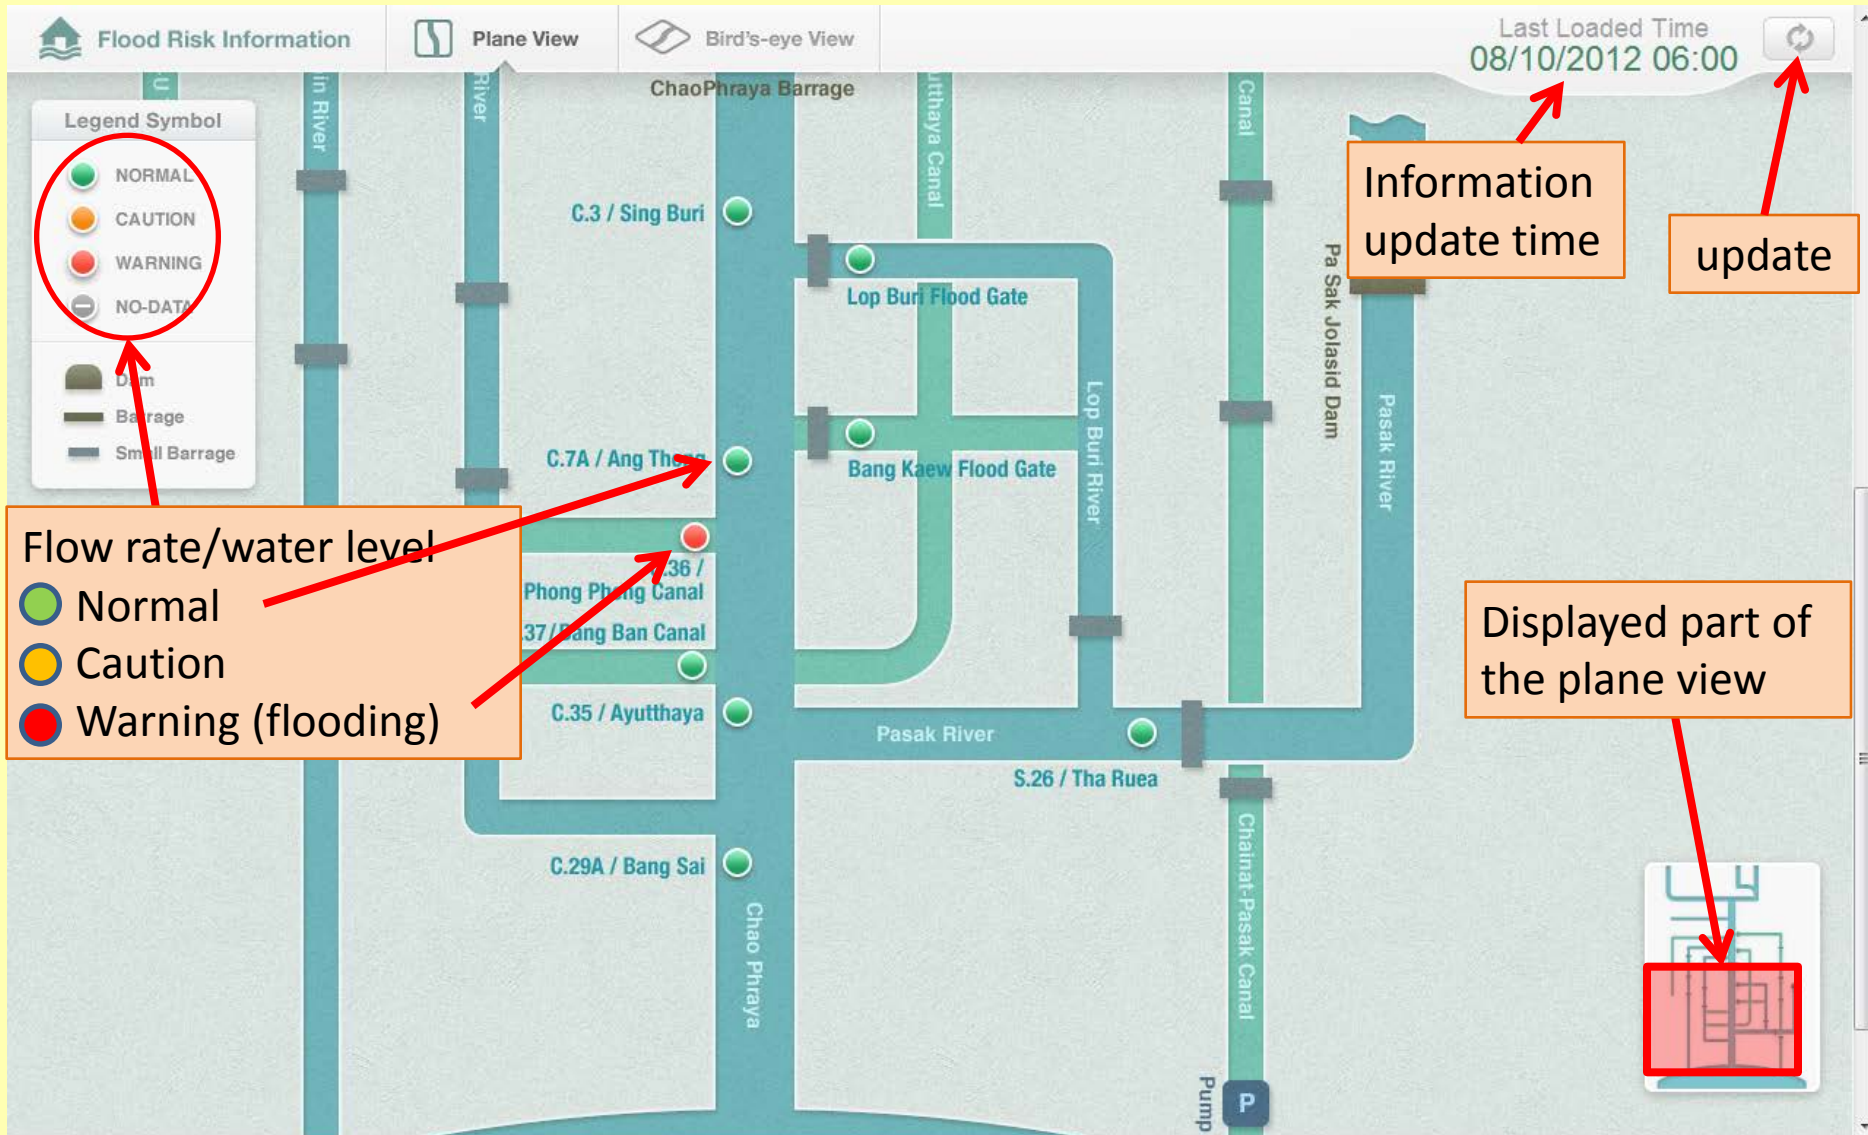 Flood Risk Information
Plane View
Bird's-eye View
Last Loaded Time
08/10/2012 06:00
ChaoPhraya Barrage
Legend Symbol
NORMAL
CAUTION
WARNING
NO-DATA
Dam
Barrage
Small Barrage
in River
River
utthaya Canal
Canal
Information
update time
update
C.3 / Sing Buri
Lop Buri Flood Gate
Pa Sak Jolasid Dam
Lop Buri River
Pasak River
C.7A / Ang Thong
Bang Kaew Flood Gate
Flow rate/water level
Normal
Caution
Warning (flooding)
.36 /
Phong Pheng Canal
.37/Bang Ban Canal
C.35 / Ayutthaya
Pasak River
S.26 / Tha Ruea
Displayed part of
the plane view
C.29A / Bang Sai
Chao Phraya
Chainat-Pasak Canal
Pump
P